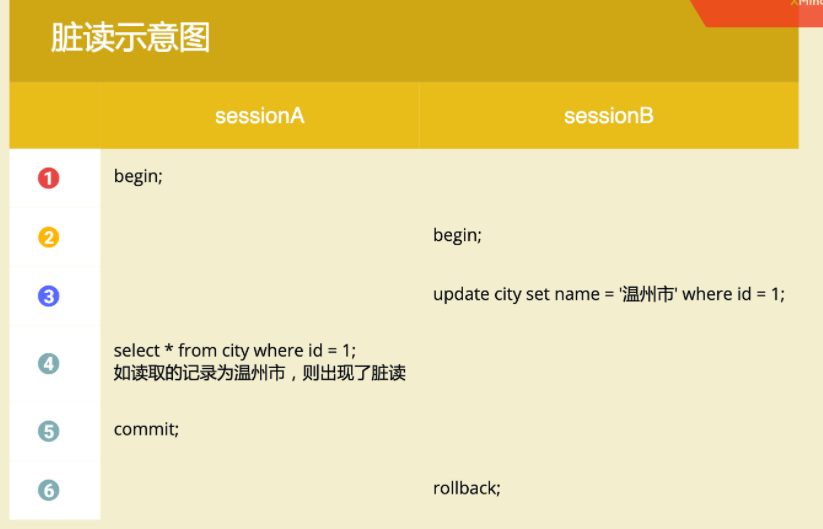 XMind
脏读示意图
sessionA sessionB
1 begin;
2 begin;
3 update city set name = '温州市' where id = 1;
4 select * from city where id = 1;
如读取的记录为温州市，则出现了脏读
5 commit;
6 rollback;